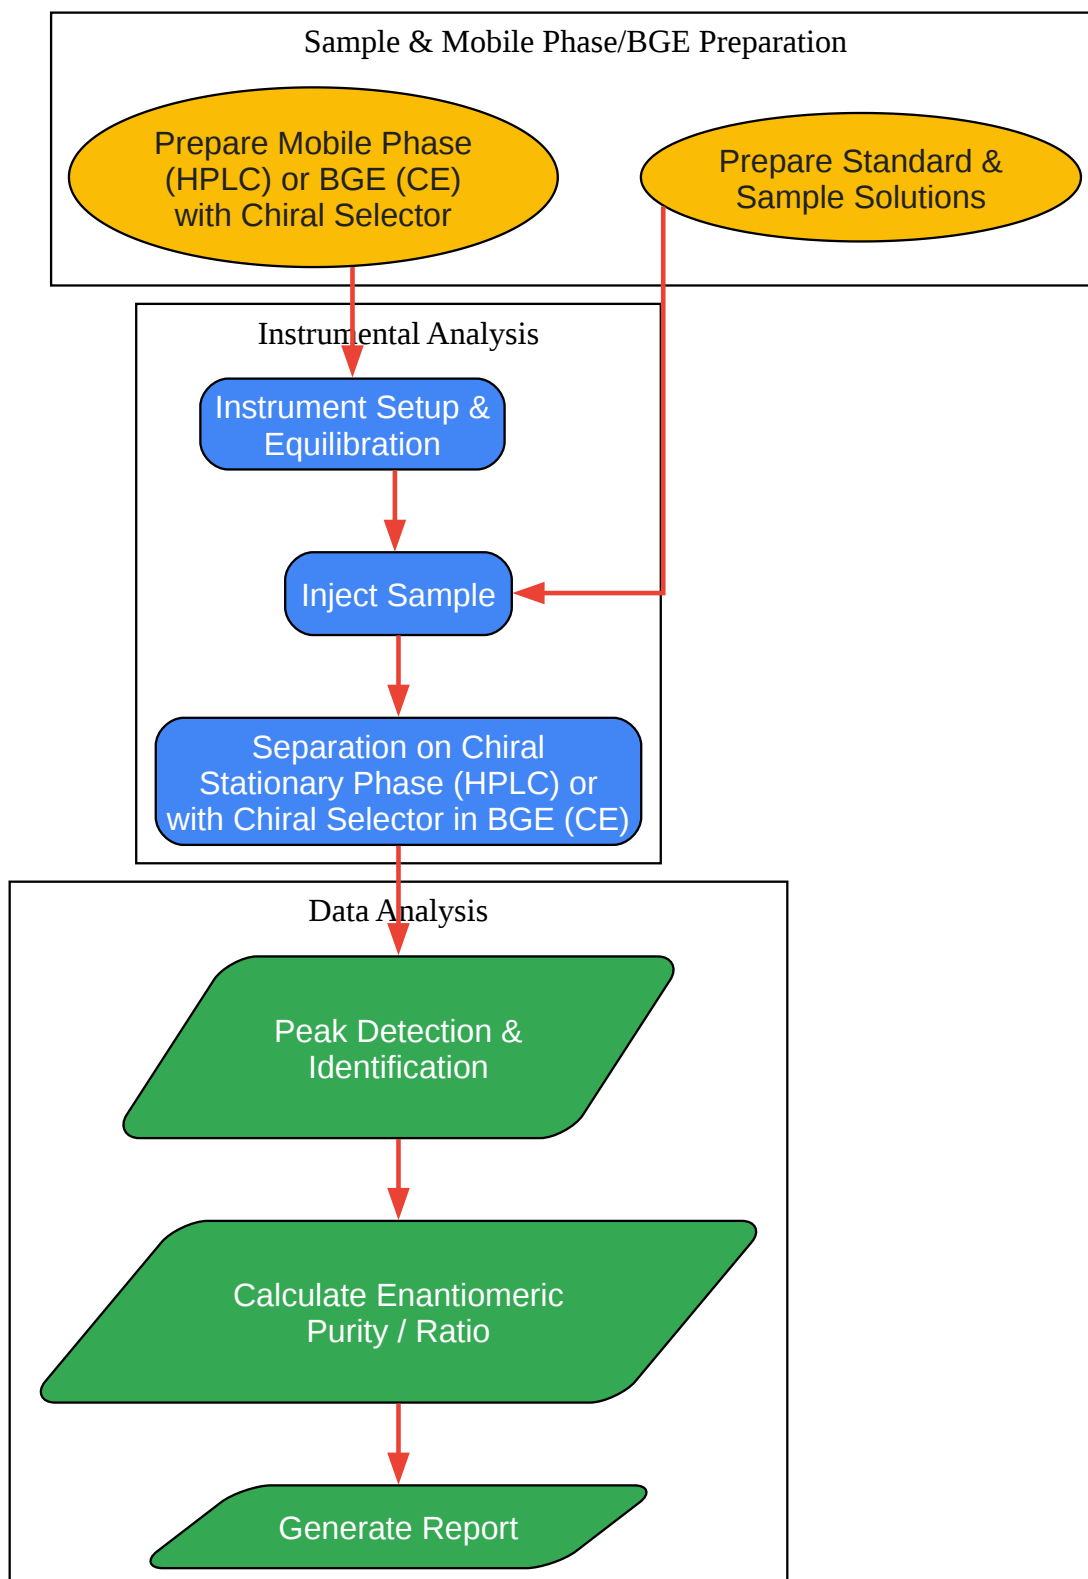 Sample & Mobile Phase/BGE Preparation
Prepare Mobile Phase
(HPLC) or BGE (CE)
with Chiral Selector
Prepare Standard &
Sample Solutions
Instrumental Analysis
Instrument Setup &
Equilibration
Inject Sample
Separation on Chiral
Stationary Phase (HPLC) or
with Chiral Selector in BGE (CE)
Data Analysis
Peak Detection &
Identification
Calculate Enantiomeric
Purity / Ratio
Generate Report